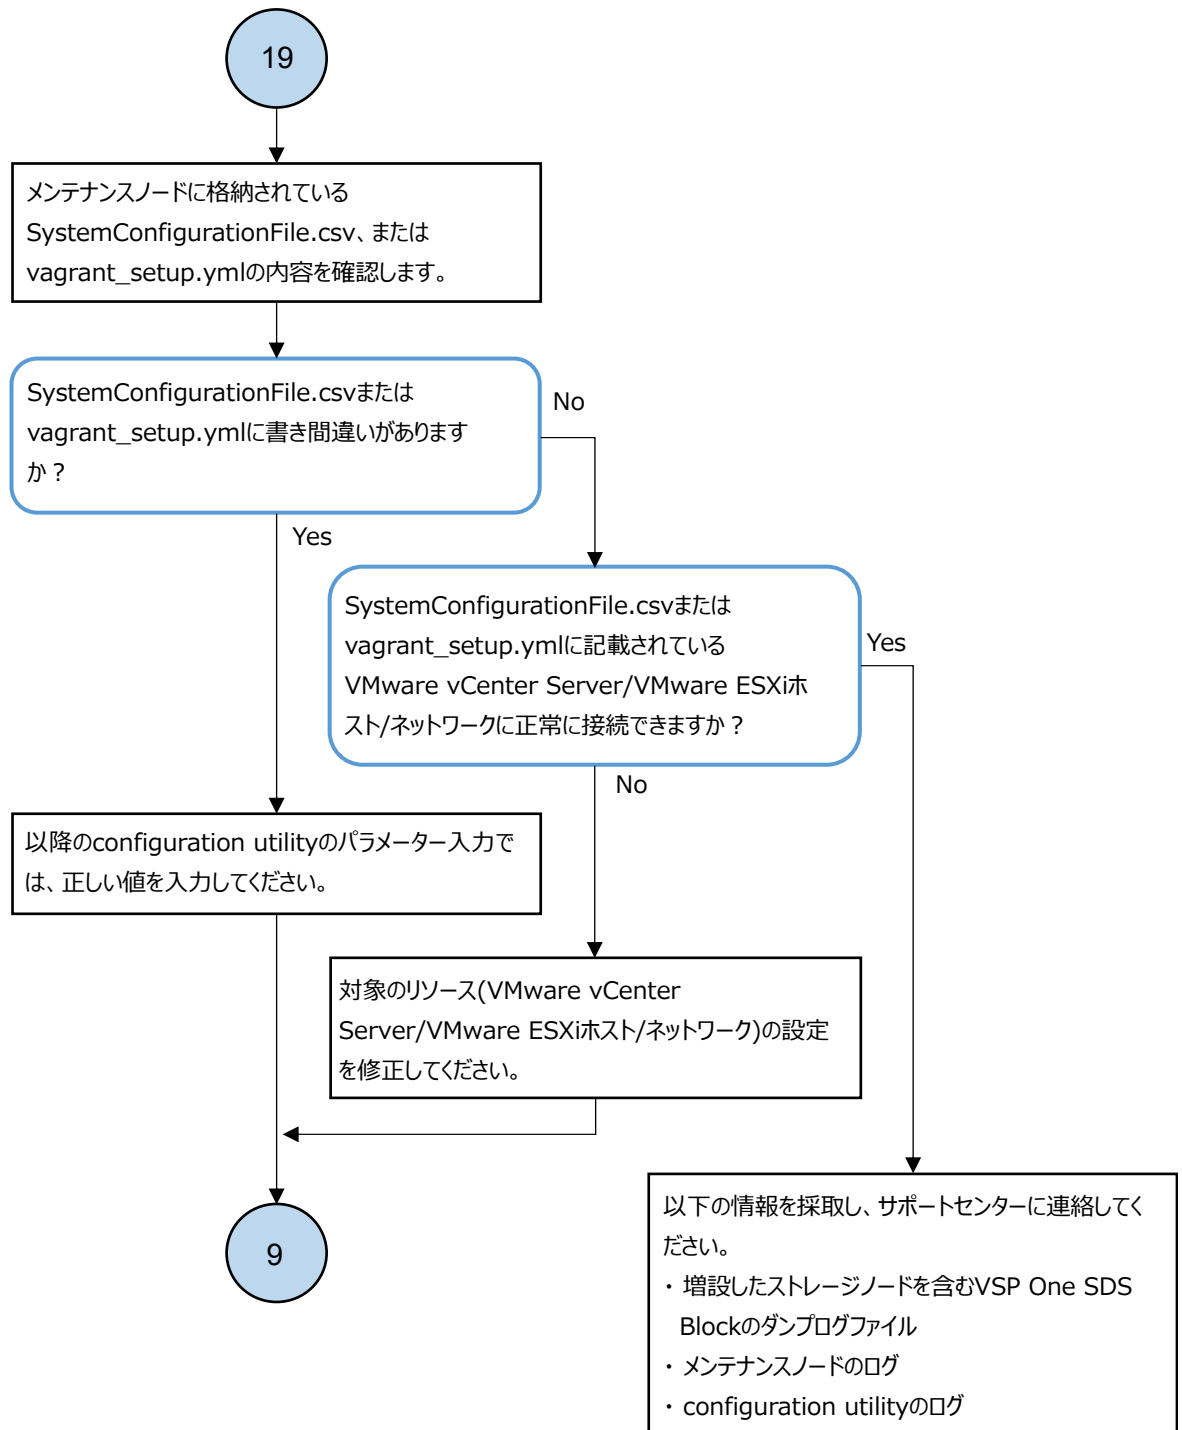 19
メンテナンスノードに格納されている
SystemConfigurationFile.csv、または
vagrant_setup.ymlの内容を確認します。
SystemConfigurationFile.csvまたは
vagrant_setup.ymlに書き間違いがあります
か？
No
Yes
SystemConfigurationFile.csvまたは
vagrant_setup.ymlに記載されている
VMware vCenter Server/VMware ESXiホ
スト/ネットワークに正常に接続できますか？
Yes
No
以降のconfiguration utilityのパラメーター入力で
は、正しい値を入力してください。
対象のリソース(VMware vCenter
Server/VMware ESXiホスト/ネットワーク)の設定
を修正してください。
9
以下の情報を採取し、サポートセンターに連絡してく
ださい。
・ 増設したストレージノードを含むVSP One SDS
Blockのダンプログファイル
・ メンテナンスノードのログ
・ configuration utilityのログ